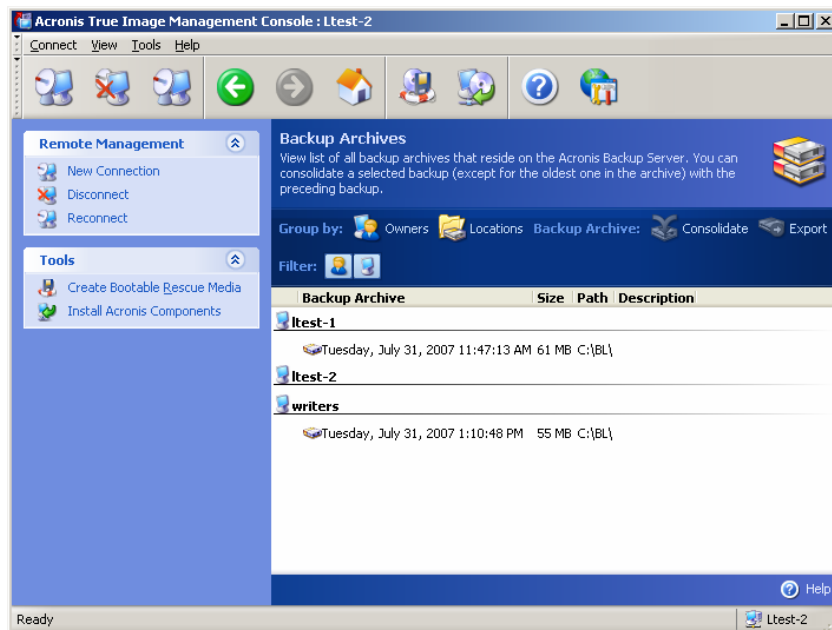 Acronis True Image Management Console : Ltest-2
Connect View Tools Help
Remote Management
New Connection
Disconnect
Reconnect
Tools
Create Bootable Rescue Media
Install Acronis Components
Backup Archives
View list of all backup archives that reside on the Acronis Backup Server. You can
consolidate a selected backup (except for the oldest one in the archive) with the
preceding backup.
Group by: Owners Locations Backup Archive: Consolidate Export
Filter:
Backup Archive Size Path Description
ltest-1
Tuesday, July 31, 2007 11:47:13 AM 61 MB C:\BL\
ltest-2
writers
Tuesday, July 31, 2007 1:10:48 PM 55 MB C:\BL\
Help
Ready Ltest-2